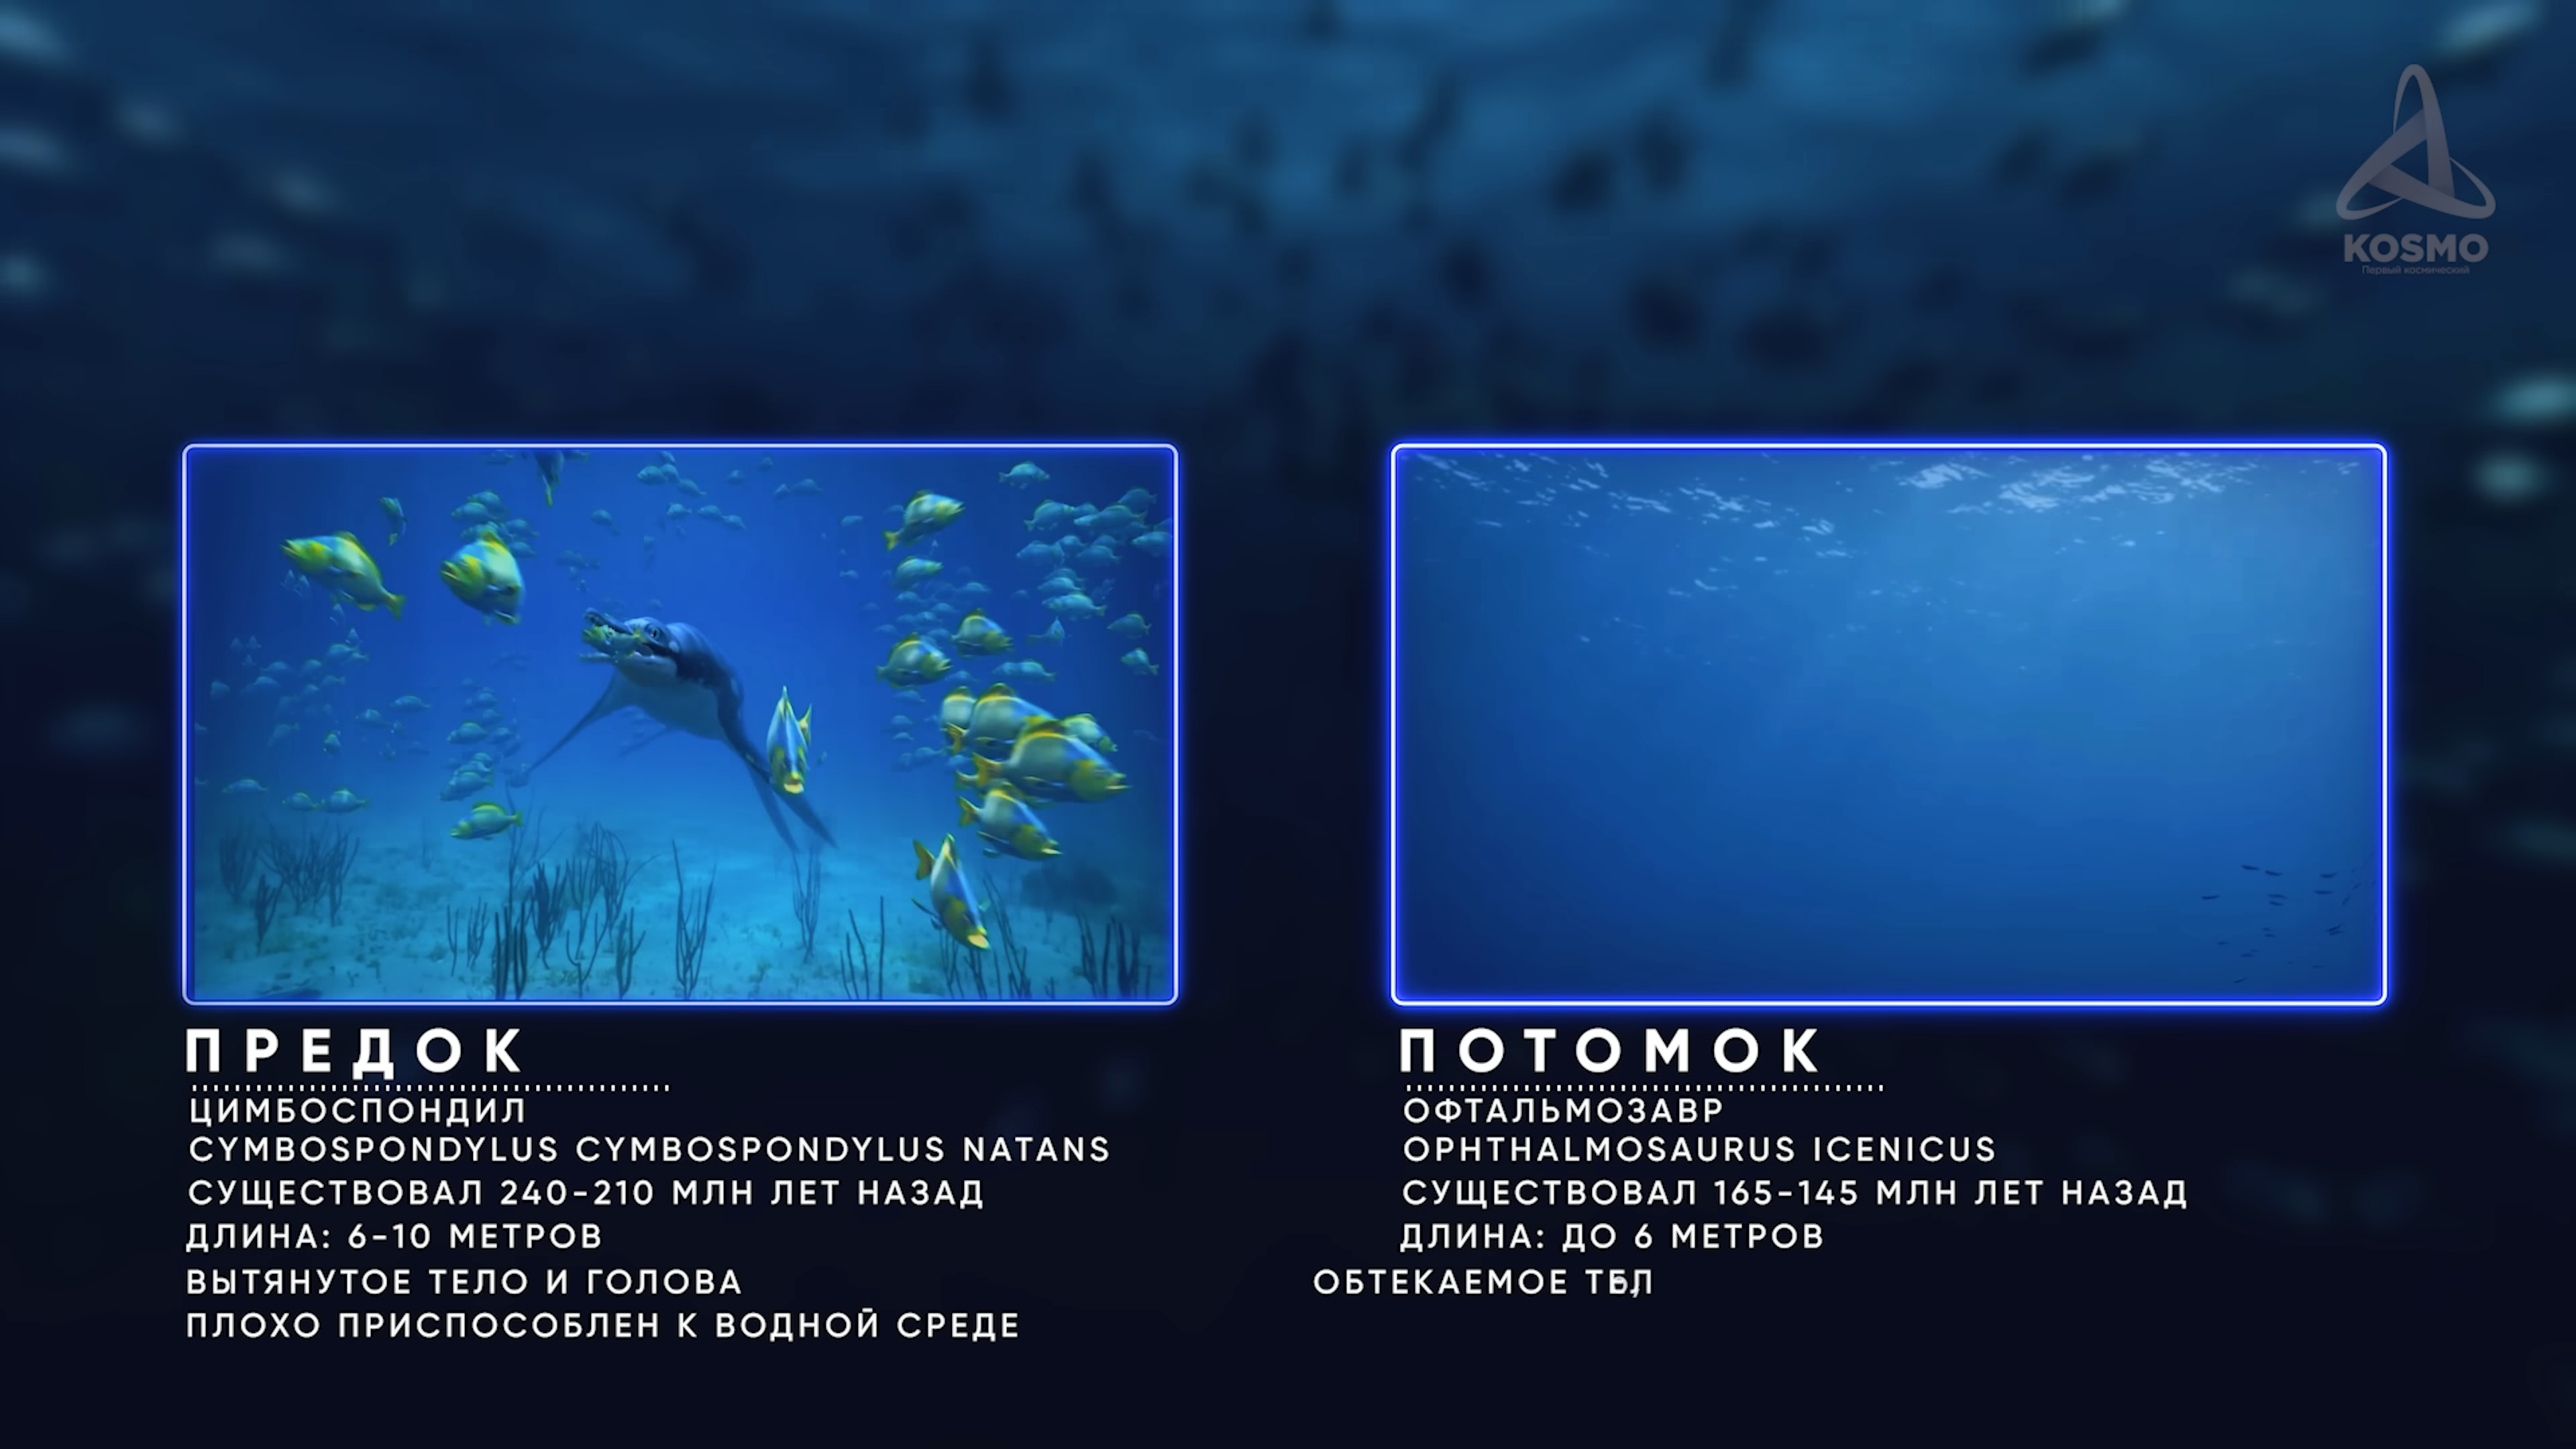 KOSMO
Первый космический
ПРЕДОК
ЦИМБОСПОНДИЛ
CYMBOSPONDYLUS CYMBOSPONDYLUS NATANS
СУЩЕСТВОВАЛ 240-210 МЛН ЛЕТ НАЗАД
ДЛИНА: 6-10 МЕТРОВ
ВЫТЯНУТОЕ ТЕЛО И ГОЛОВА
ПЛОХО ПРИСПОСОБЛЕН К ВОДНОЙ СРЕДЕ
ПОТОМОК
ОФТАЛЬМОЗАВР
OPHTHALMOSAURUS ICENICUS
СУЩЕСТВОВАЛ 165-145 МЛН ЛЕТ НАЗАД
ДЛИНА: ДО 6 МЕТРОВ
ОБТЕКАЕМОЕ